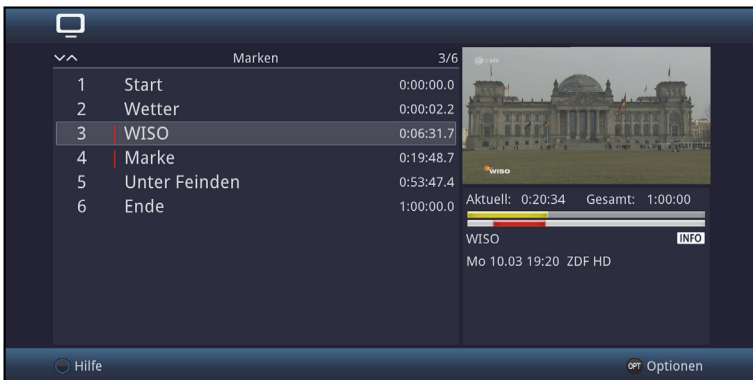 Marken 3/6
1 Start 0:00:00.0
2 Wetter 0:00:02.2
3 WISO 0:06:31.7
4 Marke 0:19:48.7
5 Unter Feinden 0:53:47.4
6 Ende 1:00:00.0
WISO
Aktuell: 0:20:34 Gesamt: 1:00:00
WISO INFO
Mo 10.03 19:20 ZDF HD
Hilfe
OPT Optionen